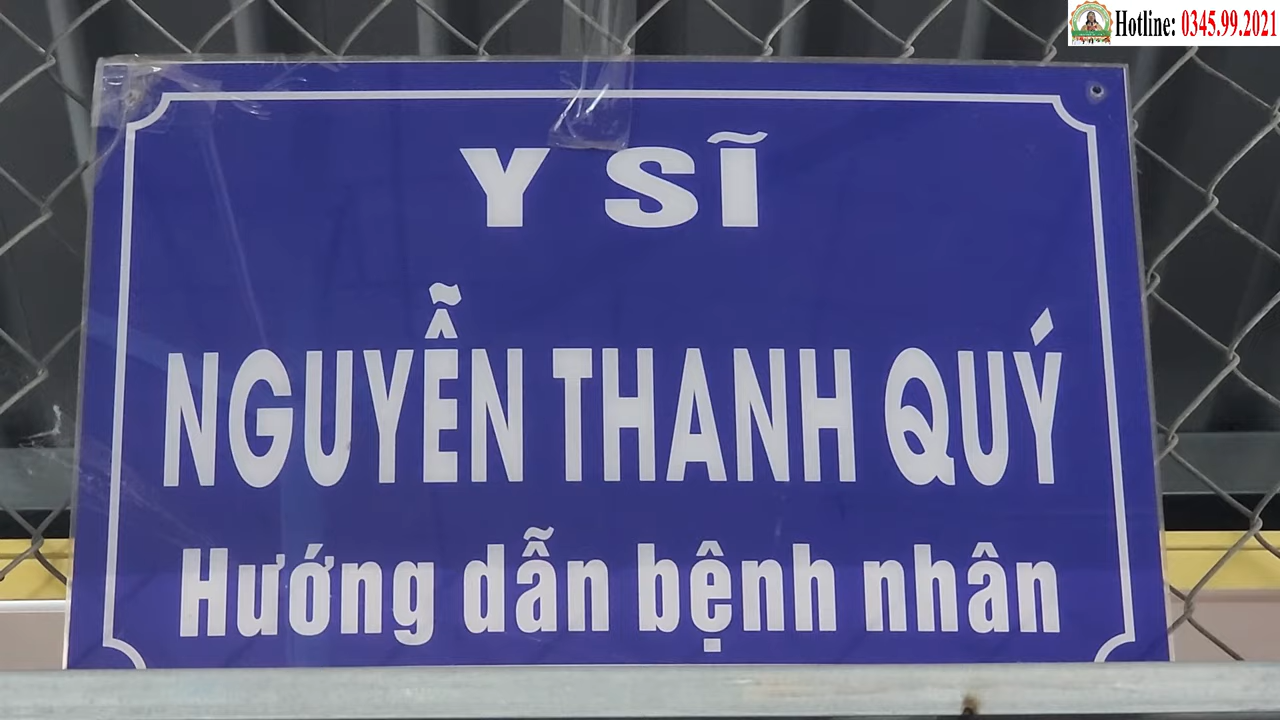 Hotline: 0345.99.2021
Y SĨ
NGUYỄN THANH QUÝ
Hướng dẫn bệnh nhân